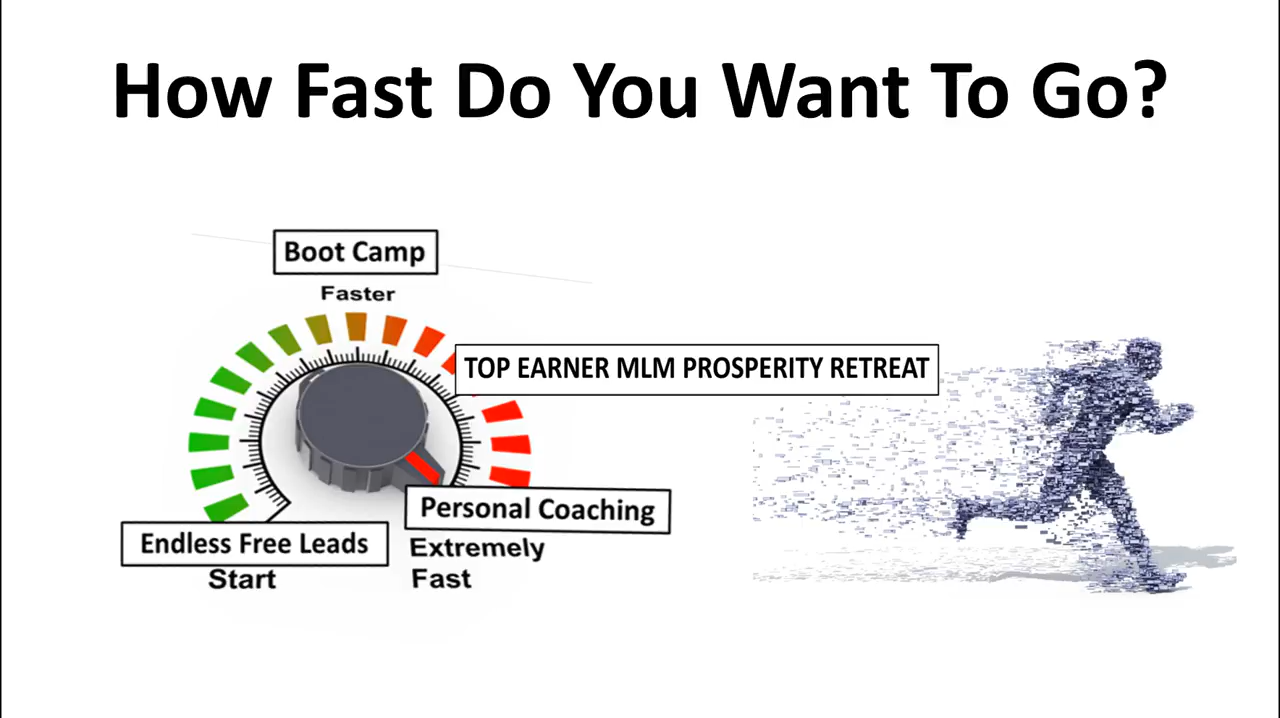 How Fast Do You Want To Go?
Boot Camp
Faster
TOP EARNER MLM PROSPERITY RETREAT
Personal Coaching
Extremely
Fast
Endless Free Leads
Start